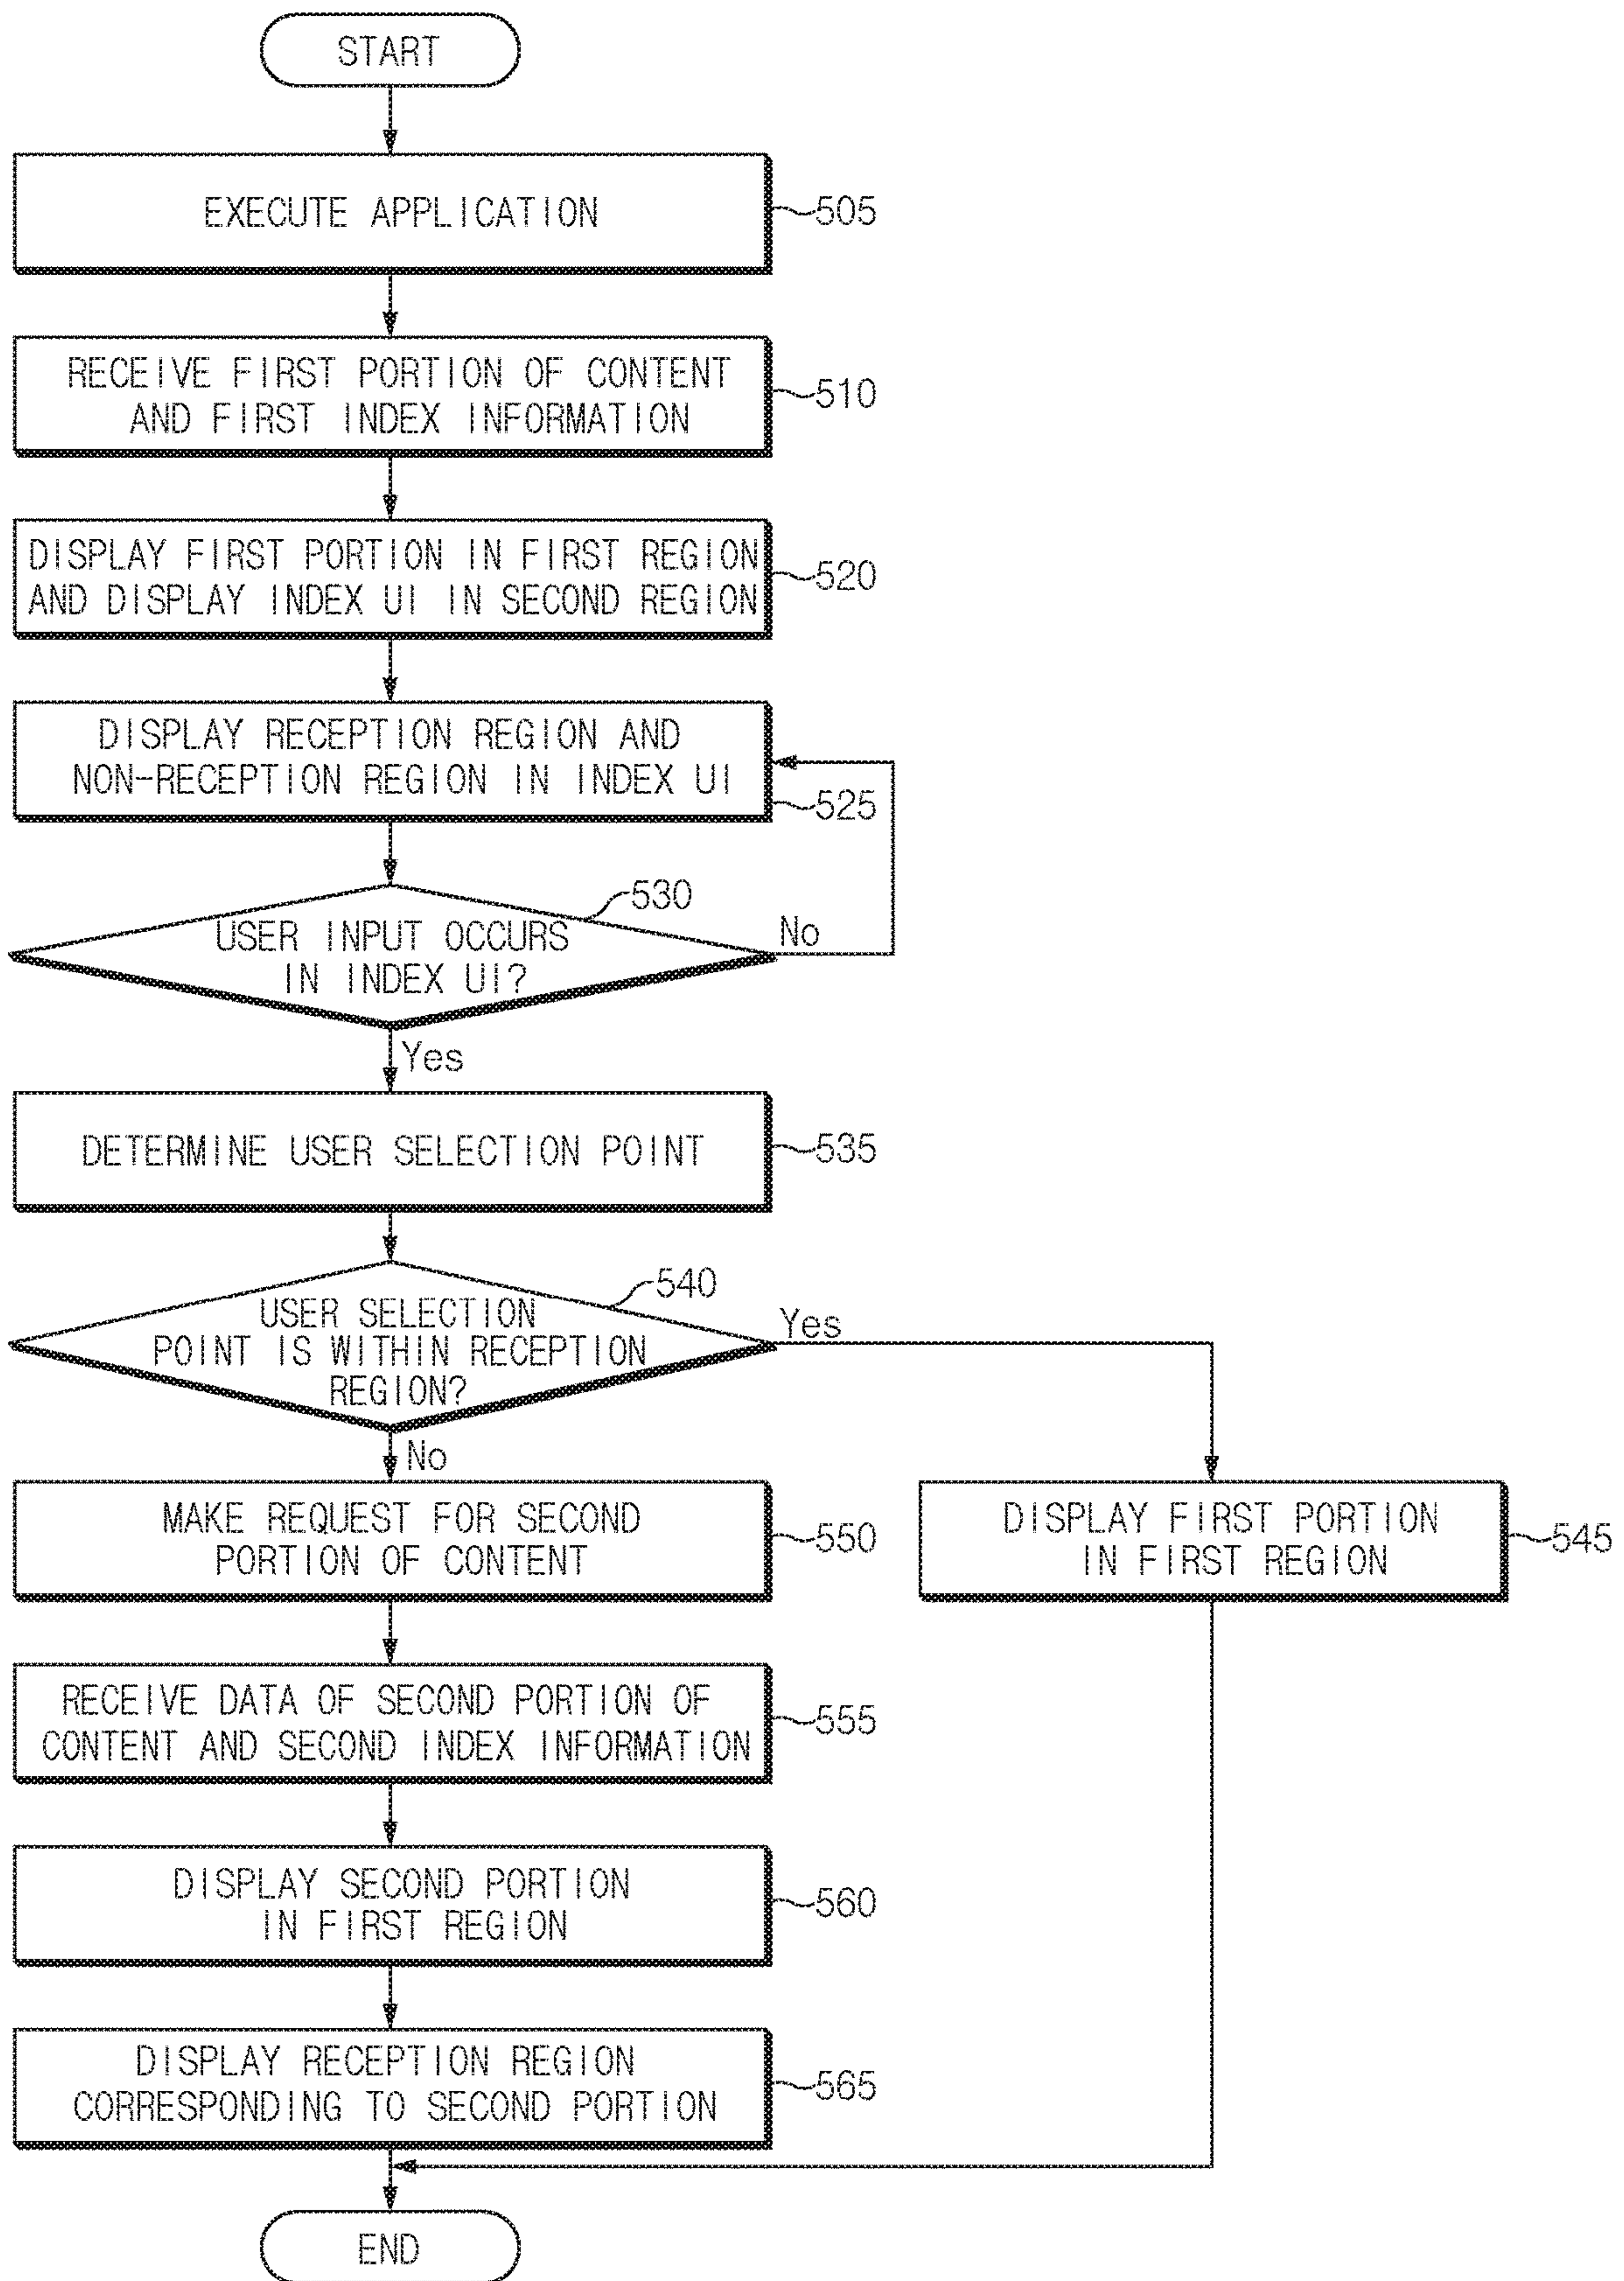 START
EXECUTE APPLICATION
505
RECEIVE FIRST PORTION OF CONTENT
AND FIRST INDEX INFORMATION
510
DISPLAY FIRST PORTION IN FIRST REGION
AND DISPLAY INDEX UI IN SECOND REGION
520
DISPLAY RECEPTION REGION AND
NON-RECEPTION REGION IN INDEX UI
525
530
USER INPUT OCCURS
IN INDEX UI?
No
Yes
DETERMINE USER SELECTION POINT
535
540
USER SELECTION
POINT IS WITHIN RECEPTION
REGION?
Yes
No
MAKE REQUEST FOR SECOND
PORTION OF CONTENT
550
DISPLAY FIRST PORTION
IN FIRST REGION
545
RECEIVE DATA OF SECOND PORTION OF
CONTENT AND SECOND INDEX INFORMATION
555
DISPLAY SECOND PORTION
IN FIRST REGION
560
DISPLAY RECEPTION REGION
CORRESPONDING TO SECOND PORTION
565
END